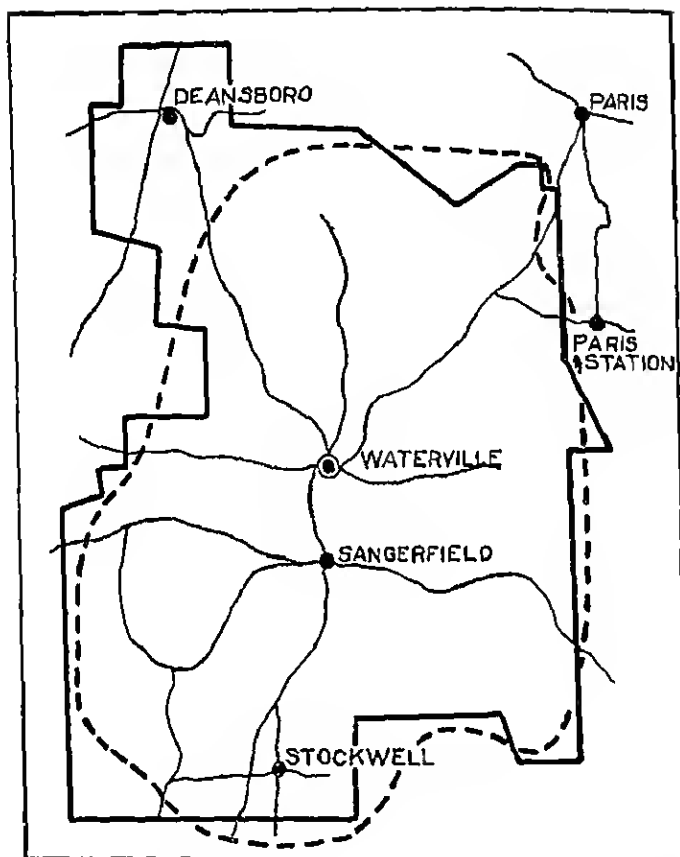 DEANSBORO
PARIS
PARIS
STATION
WATERVILLE
SANGERFIELD
STOCKWELL